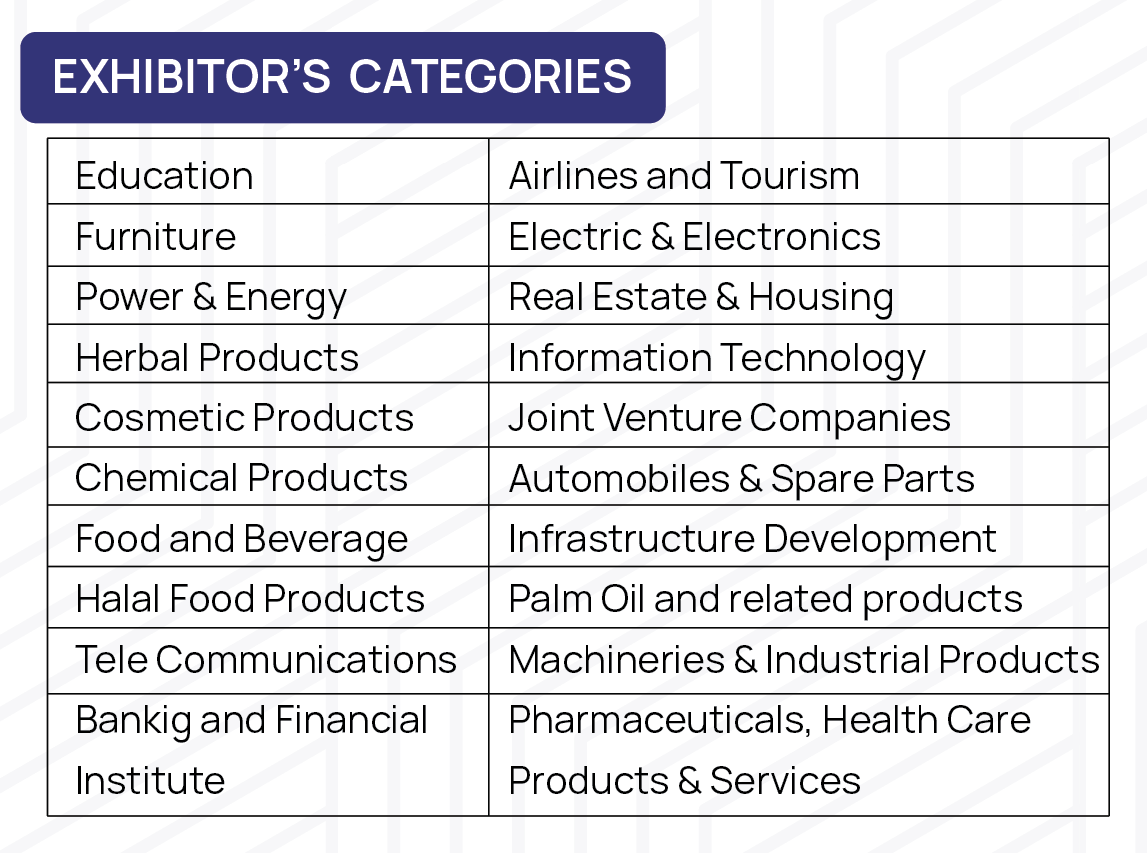 EXHIBITOR’S CATEGORIES
Education
Airlines and Tourism
Furniture
Electric & Electronics
Power & Energy
Real Estate & Housing
Herbal Products
Information Technology
Cosmetic Products
Joint Venture Companies
Chemical Products
Automobiles & Spare Parts
Food and Beverage
Infrastructure Development
Halal Food Products
Palm Oil and related products
Tele Communications
Machineries & Industrial Products
Bankig and Financial
Institute
Pharmaceuticals, Health Care
Products & Services